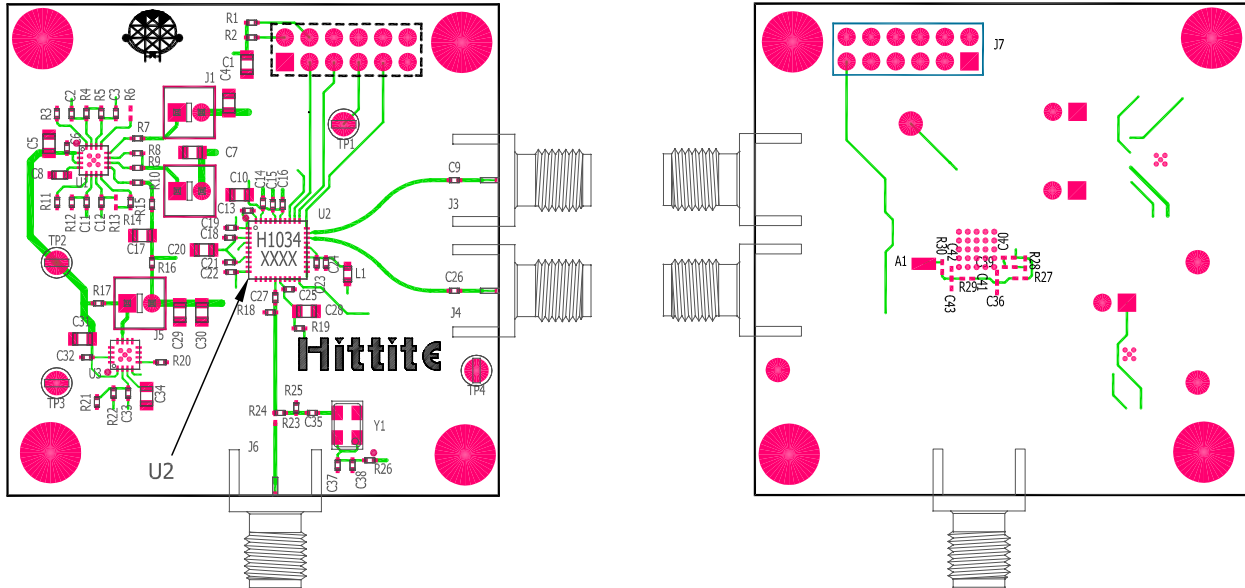 R1
R2
C1
C4
J1
R3
C2
R4
R5
C3
R6
C5
C6
R7
R8
R9
R10
C7
C8
TP1
R11
R12
C11
C12
R13
R14
R15
C10
C13
C14
C15
C16
U2
C9
J3
C17
C19
C18
C20
C21
C22
H1034
XXXX
TP2
R16
L1
C23
C26
R17
C27
R18
C25
C28
R19
J4
C31
J5
C29
C30
Hittite
C32
U3
R20
TP3
R21
R22
C33
C34
TP4
R24
R25
R23
C35
Y1
J6
U2
C37
C38
R26
J7
A1
R30
C42
C39
C40
R28
R27
R29
C41
C43
C36